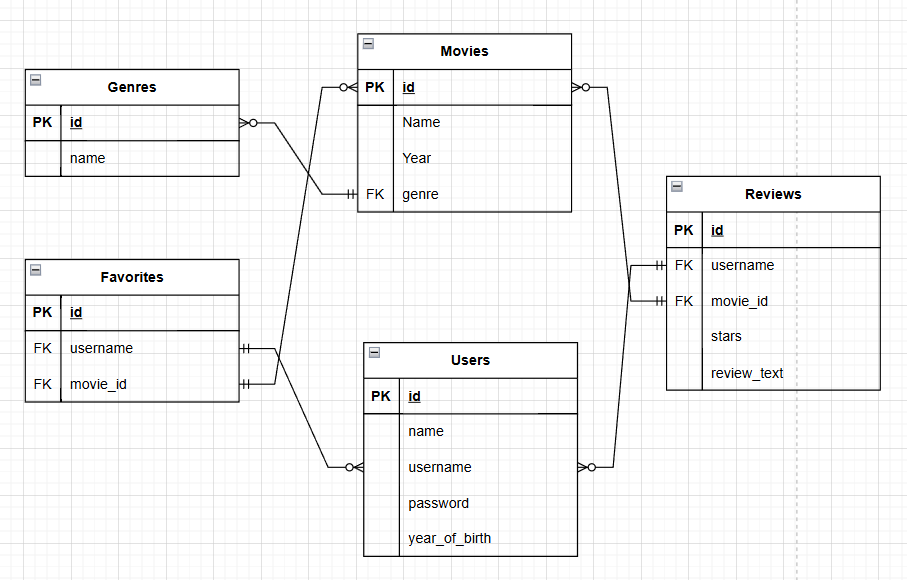 Genres
PK id
name
Movies
PK id
Name
Year
FK genre
Reviews
PK id
FK username
FK movie_id
stars
review_text
Favorites
PK id
FK username
FK movie_id
Users
PK id
name
username
password
year_of_birth